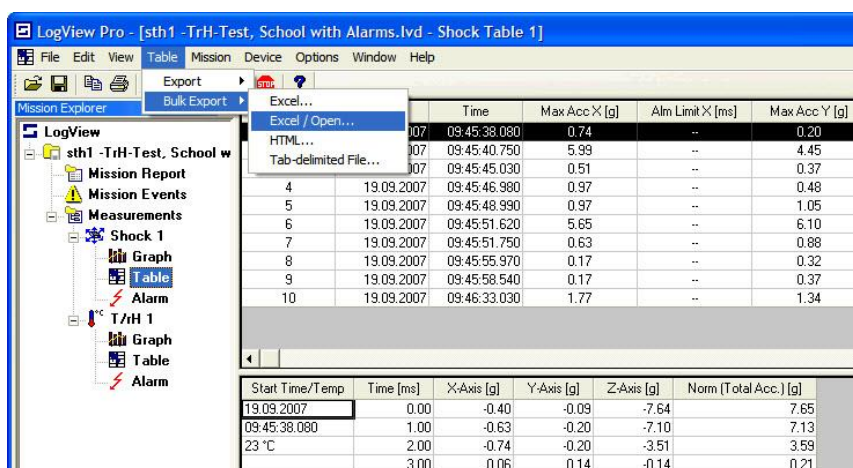 LogView Pro - [sth1 -TrH-Test, School with Alarms.lvd - Shock Table 1]
File Edit View Table Mission Device Options Window Help
Export
STOP ?
Mission Explorer
Bulk Export
Excel...
Excel / Open...
HTML...
Tab-delimited File...
LogView
sth1 -TrH-Test, School w
Mission Report
Mission Events
Measurements
Shock 1
Graph
Table
Alarm
T/rH 1
Graph
Table
Alarm
Time Max Acc X [g] Alm Limit X [ms] Max Acc Y [g]
007 09:45:38.080 0.74 -- 0.20
007 09:45:40.750 5.99 -- 4.45
007 09:45:45.030 0.51 -- 0.37
4 19.09.2007 09:45:46.980 0.97 -- 0.48
5 19.09.2007 09:45:48.990 0.97 -- 1.05
6 19.09.2007 09:45:51.620 5.65 -- 6.10
7 19.09.2007 09:45:51.750 0.63 -- 0.88
8 19.09.2007 09:45:55.970 0.17 -- 0.32
9 19.09.2007 09:45:58.540 0.17 -- 0.37
10 19.09.2007 09:46:33.030 1.77 -- 1.34
Start Time/Temp Time [ms] X-Axis [g] Y-Axis [g] Z-Axis [g] Norm (Total Acc.) [g]
19.09.2007 0.00 -0.40 -0.09 -7.64 7.65
09:45:38.080 1.00 -0.63 -0.20 -7.10 7.13
23 °C 2.00 -0.74 -0.20 -3.51 3.59
3.00 0.06 0.14 -0.14 0.21